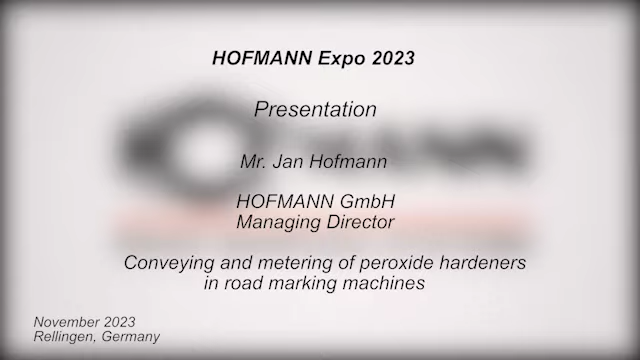 HOFMANN Expo 2023
Presentation
Mr. Jan Hofmann
HOFMANN GmbH
Managing Director
Conveying and metering of peroxide hardeners
in road marking machines
November 2023
Rellingen, Germany